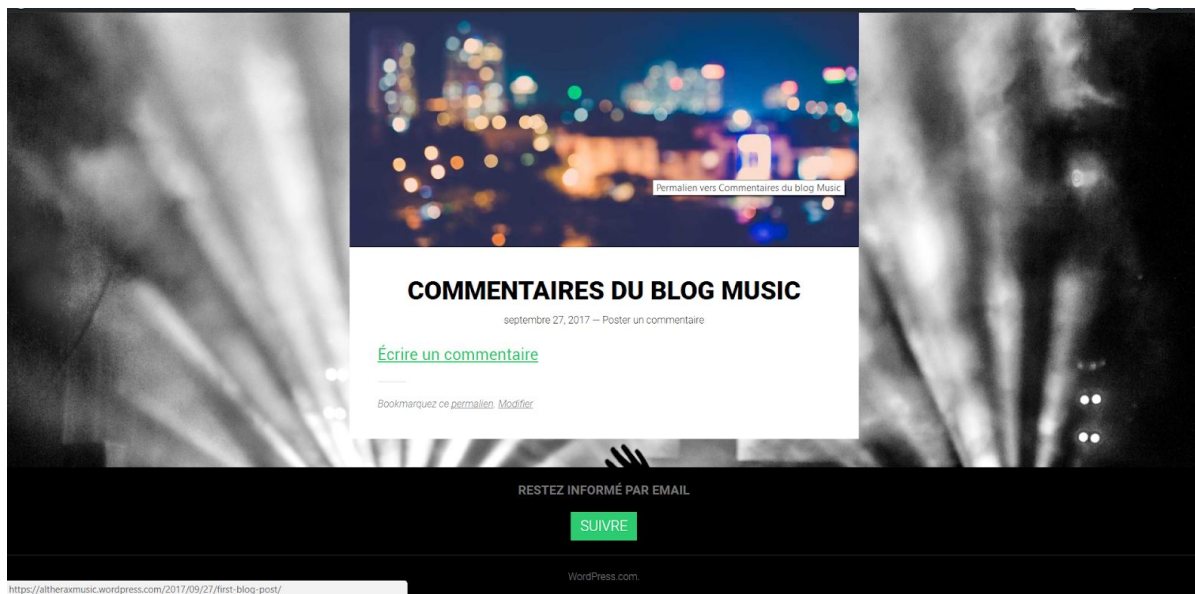 Permalien vers Commentaires du blog Music
COMMENTAIRES DU BLOG MUSIC
septembre 27, 2017 — Poster un commentaire
Écrire un commentaire
Bookmarquez ce permalien. Modifier
RESTEZ INFORMÉ PAR EMAIL
SUIVRE
WordPress.com.
https://altheraxmusic.wordpress.com/2017/09/27/first-blog-post/